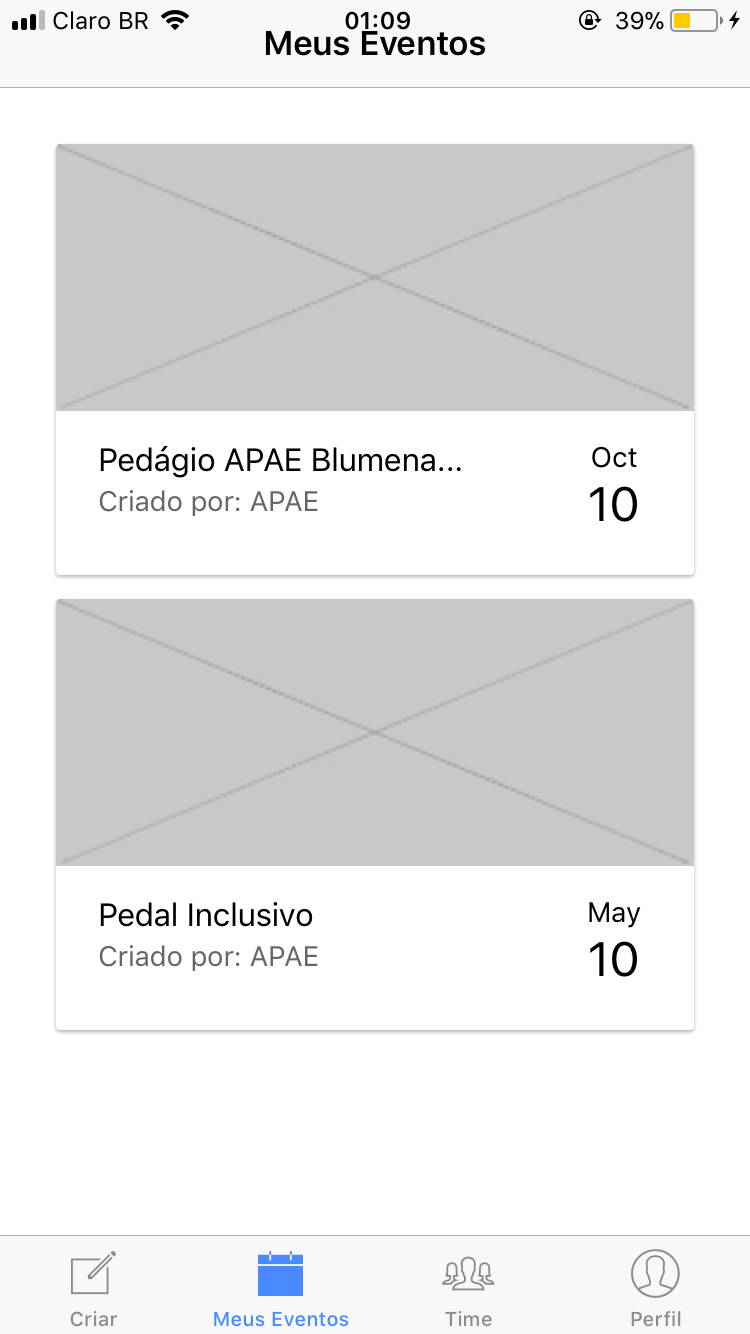 Claro BR 01:09 39%
Meus Eventos
Pedágio APAE Blumena...
Criado por: APAE
Oct
10
Pedal Inclusivo
Criado por: APAE
May
10
Criar Meus Eventos Time Perfil